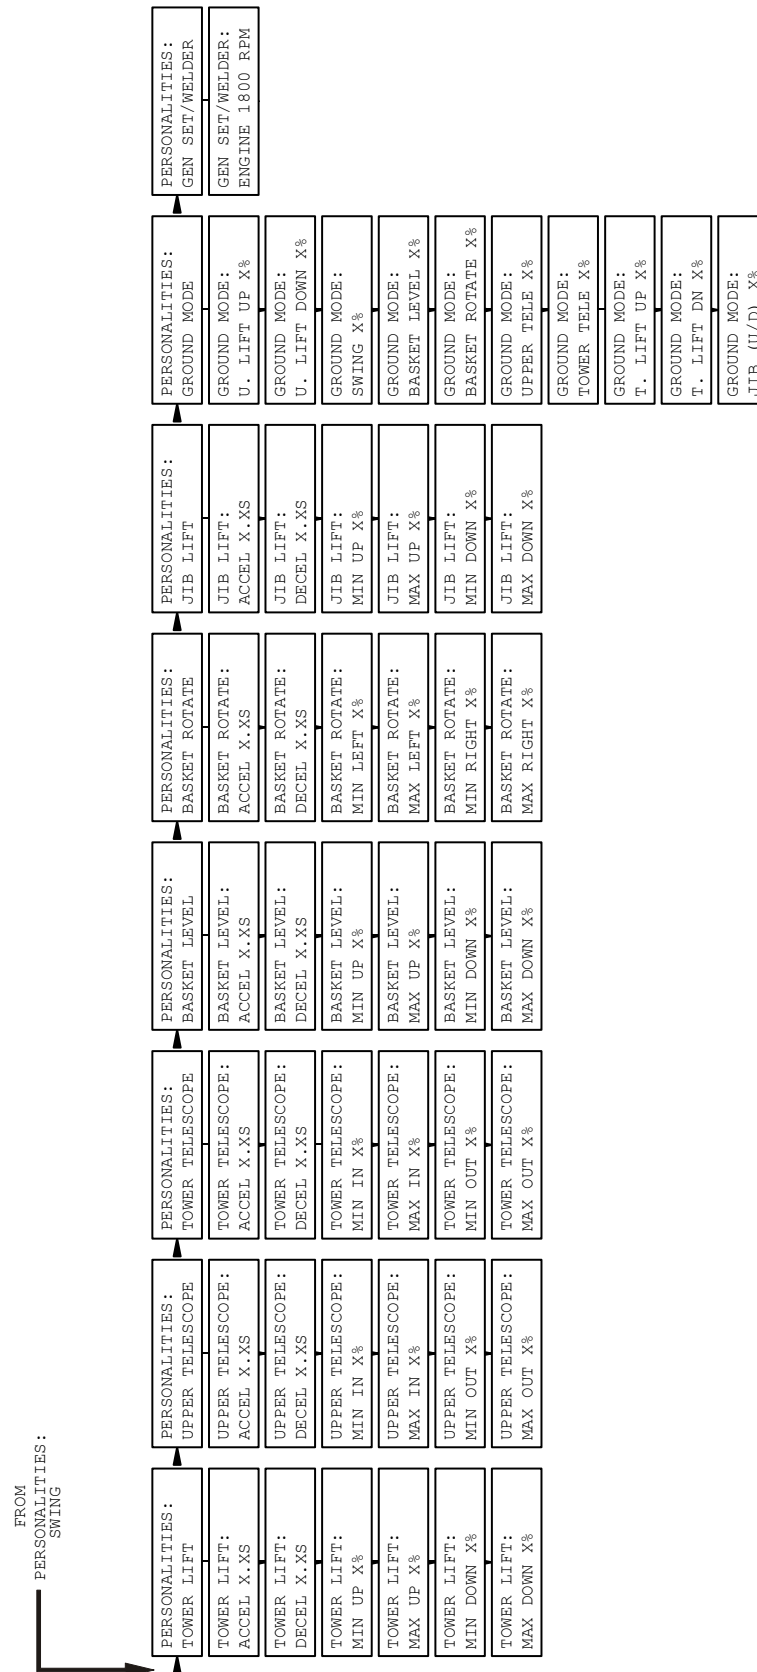 FROM
PERSONALITIES:
SWING
PERSONALITIES:
TOWER LIFT
TOWER LIFT:
ACCEL X.XS
TOWER LIFT:
DECEL X.XS
TOWER LIFT:
MIN UP X%
TOWER LIFT:
MAX UP X%
TOWER LIFT:
MIN DOWN X%
TOWER LIFT:
MAX DOWN X%
PERSONALITIES:
UPPER TELESCOPE
UPPER TELESCOPE:
ACCEL X.XS
UPPER TELESCOPE:
DECEL X.XS
UPPER TELESCOPE:
MIN IN X%
UPPER TELESCOPE:
MAX IN X%
UPPER TELESCOPE:
MIN OUT X%
UPPER TELESCOPE:
MAX OUT X%
PERSONALITIES:
TOWER TELESCOPE
TOWER TELESCOPE:
ACCEL X.XS
TOWER TELESCOPE:
DECEL X.XS
TOWER TELESCOPE:
MIN IN X%
TOWER TELESCOPE:
MAX IN X%
TOWER TELESCOPE:
MIN OUT X%
TOWER TELESCOPE:
MAX OUT X%
PERSONALITIES:
BASKET LEVEL
BASKET LEVEL:
ACCEL X.XS
BASKET LEVEL:
DECEL X.XS
BASKET LEVEL:
MIN UP X%
BASKET LEVEL:
MAX UP X%
BASKET LEVEL:
MIN DOWN X%
BASKET LEVEL:
MAX DOWN X%
PERSONALITIES:
BASKET ROTATE
BASKET ROTATE:
ACCEL X.XS
BASKET ROTATE:
DECEL X.XS
BASKET ROTATE:
MIN LEFT X%
BASKET ROTATE:
MAX LEFT X%
BASKET ROTATE:
MIN RIGHT X%
BASKET ROTATE:
MAX RIGHT X%
PERSONALITIES:
JIB LIFT
JIB LIFT:
ACCEL X.XS
JIB LIFT:
DECEL X.XS
JIB LIFT:
MIN UP X%
JIB LIFT:
MAX UP X%
JIB LIFT:
MIN DOWN X%
JIB LIFT:
MAX DOWN X%
PERSONALITIES:
GROUND MODE
GROUND MODE:
U. LIFT UP X%
GROUND MODE:
U. LIFT DOWN X%
GROUND MODE:
SWING X%
GROUND MODE:
BASKET LEVEL X%
GROUND MODE:
BASKET ROTATE X%
GROUND MODE:
UPPER TELE X%
GROUND MODE:
TOWER TELE X%
GROUND MODE:
T. LIFT UP X%
GROUND MODE:
T. LIFT DN X%
GROUND MODE:
JIB (U/D) X%
PERSONALITIES:
GEN SET/WELDER
GEN SET/WELDER:
ENGINE 1800 RPM